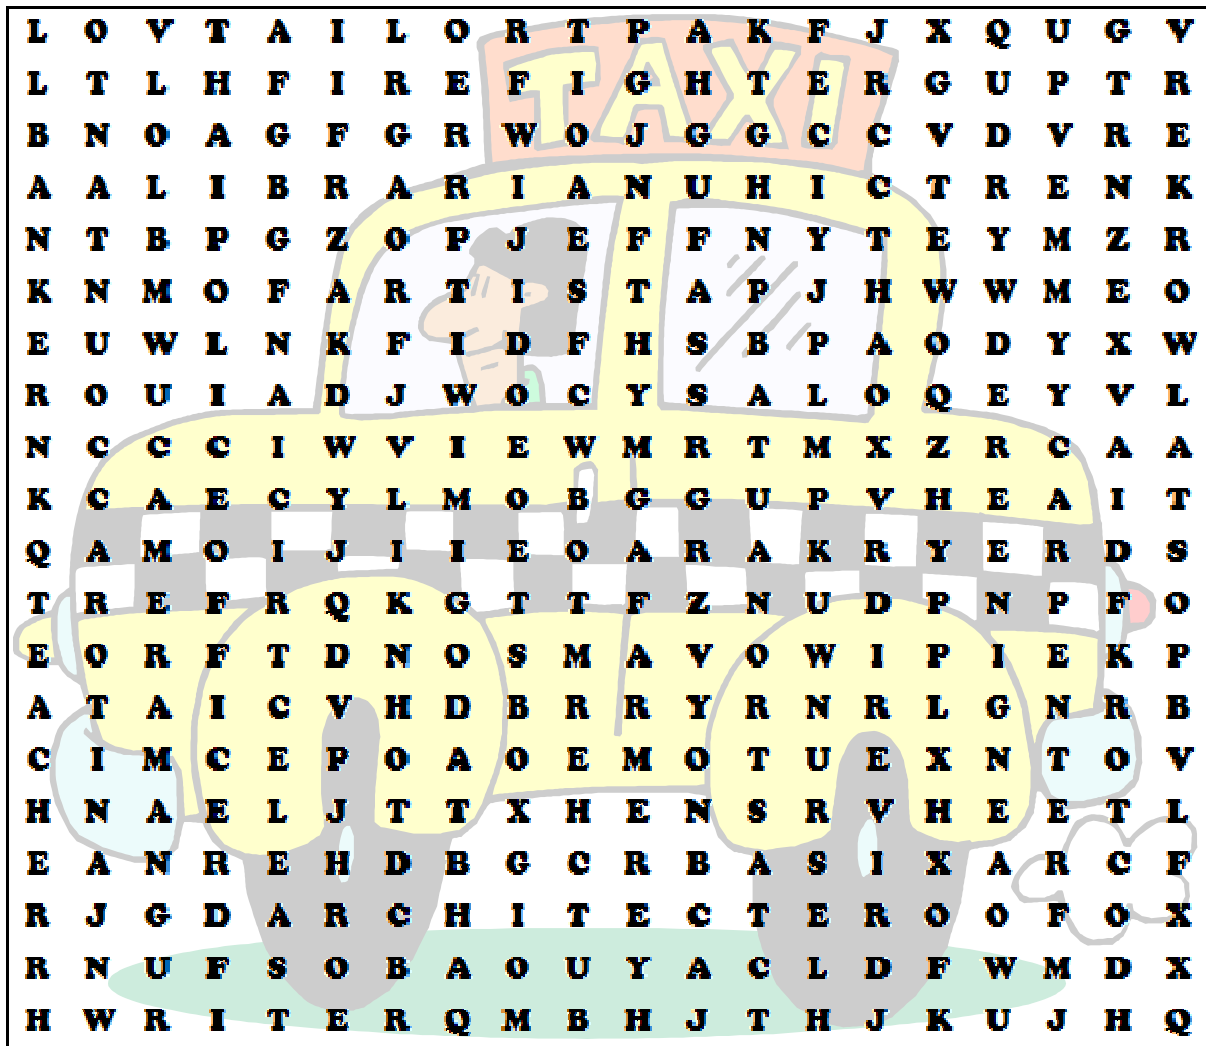 L O V T A I L O R T P A K F J X Q U G V
L T L H F I R E F I G H T E R G U P T R
B N O A G F G R W O J G G C C V D V R E
A A L I B R A R I A N U H I C T R E N K
N T B P G Z O P J E F F N Y T E Y M Z R
K N M O F A R T I S T A P J H W W M E O
E U W L N K F I D F H S B P A O D Y X W
R O U I A D J W O C Y S A L O Q E Y V L
N C C C I W V I E W M R T M X Z R C A A
K C A E C Y L M O B G G U P V H E A I T
Q A M O I J I I E O A R A K R Y E R D S
T R E F R Q K G T T F Z N U D P N P F O
E O R F T D N O S M A V O W I P I E K P
A T A I C V H D B R R Y R N R L G N R B
C I M C E P O A O E M O T U E X N T O V
H N A E L J T T X H E N S R V H E E T L
E A N R E H D B G C R B A S I X A R C F
R J G D A R C H I T E C T E R O O F O X
R N U F S O B A O U Y A C L D F W M D X
H W R I T E R Q M B H J T H J K U J H Q
TAXI